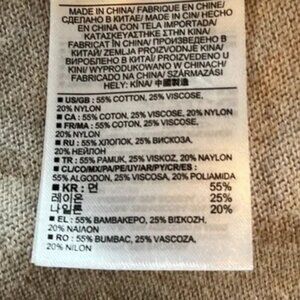 MADE IN CHINA/ FABRIQUE EN CHINE/
СДЕЛАНО В КИТАЕ/ MADE IN CIN/ HECHO
EN CHINA CON TELA IMPORTADA/
ΚΑΤΑΣΚΕΥΑΣΤΗΚΕ ΣΤΗΝ ΚΙΝΑ/
FABRICAT ÎN CHINA/ ПРОИЗВЕДЕНО В
КИТАЙ/ ZEMLJA PROIZVODNJE KINA/
ВИРОБЛЕНО В КИТАЇ/ PROIZVEDENO U
KINI/ WYPRODUKOWANO W CHINACH/
FABRICADO NA CHINA/ SZÁRMAZÁSI
HELY: KÍNA/ 中國製造
■ US/GB : 55% COTTON, 25% VISCOSE,
20% NYLON
■ CA : 55% COTON, 25% VISCOSE, 20% NYLON
■ FR/MA : 55% COTON, 25% VISCOSE,
20% NYLON
■ RU : 55% ХЛОПОК, 25% ВИСКОЗА,
20% НЕЙЛОН
■ TR : 55% PAMUK, 25% VISKOZ, 20% NAYLON
■ CL/CO/MX/PA/PE/UY/AR/PY/CR/ES :
55% ALGODON, 25% VISCOSA, 20% POLIAMIDA
■ KR : 면 55%
레이온 25%
나일론 20%
■ EL : 55% ΒΑΜΒΑΚΕΡΟ, 25% ΒΙΣΚΟΖΗ,
20% ΝΑΙΛΟΝ
■ RO : 55% BUMBAC, 25% VASCOZA,
20% NILON